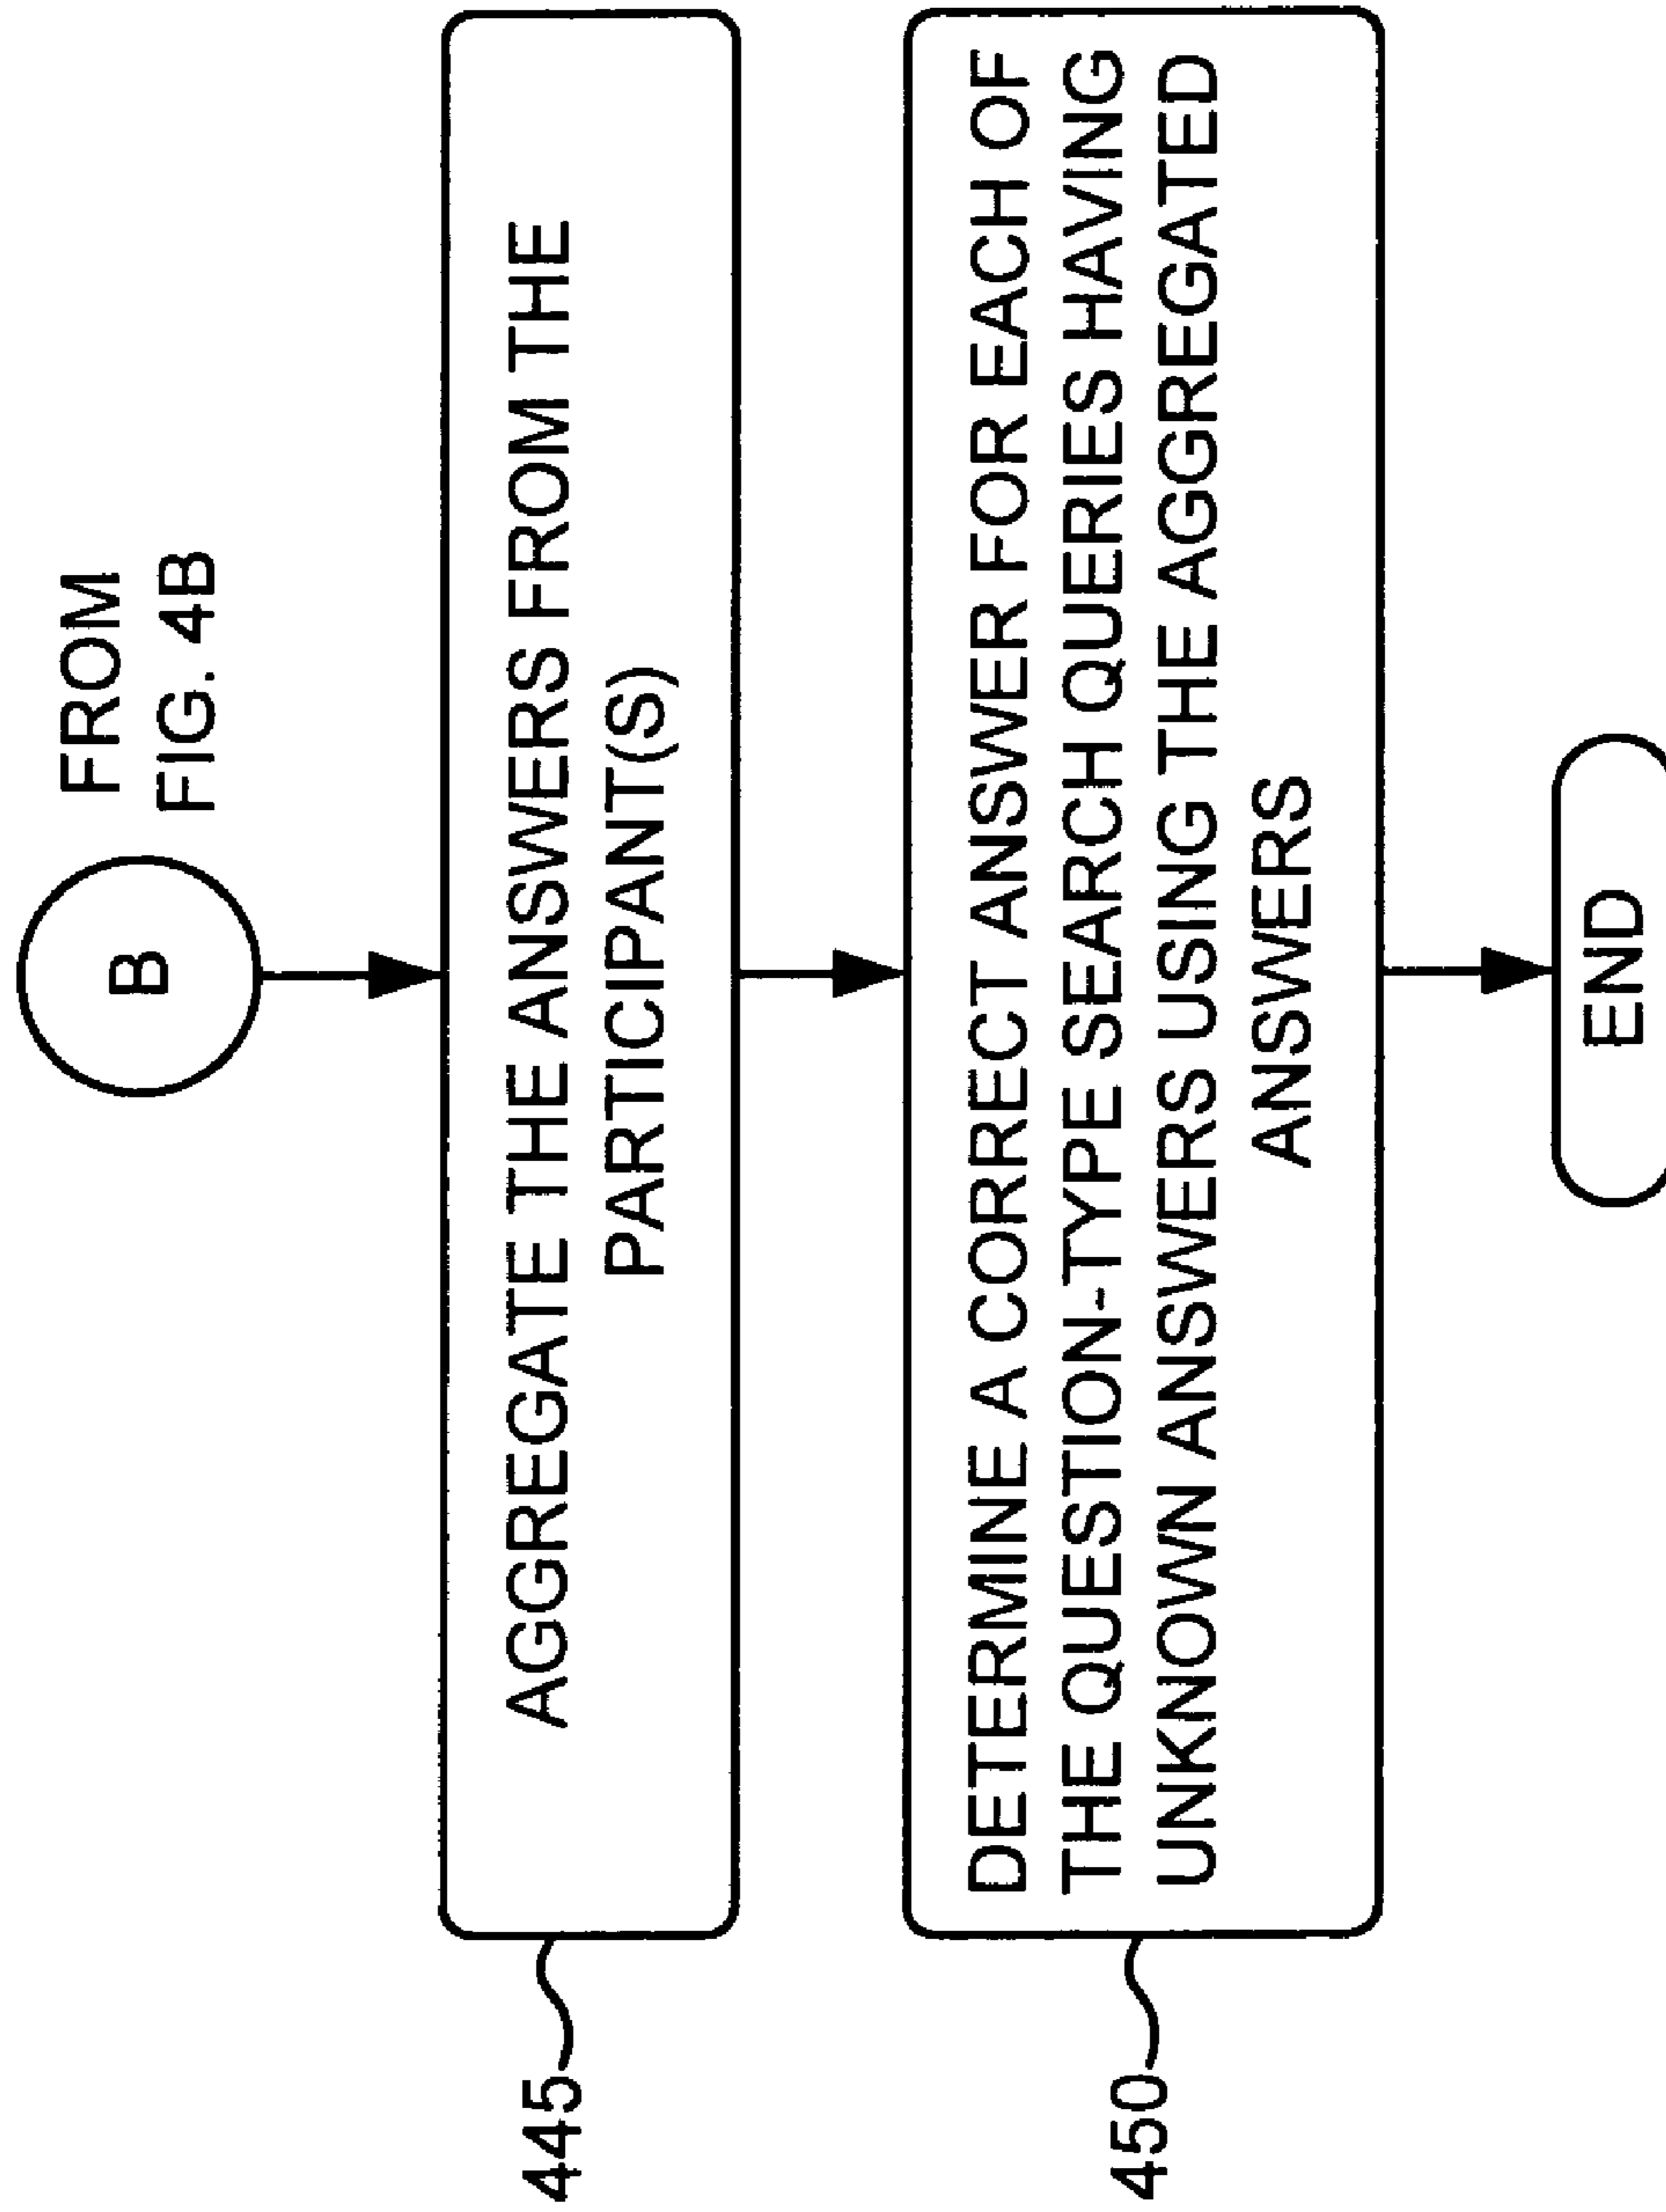 FROM
FIG. 4B
B
445
AGGREGATE THE ANSWERS FROM THE
PARTICIPANT(S)
450
DETERMINE A CORRECT ANSWER FOR EACH OF
THE QUESTION-TYPE SEARCH QUERIES HAVING
UNKNOWN ANSWERS USING THE AGGREGATED
ANSWERS
END